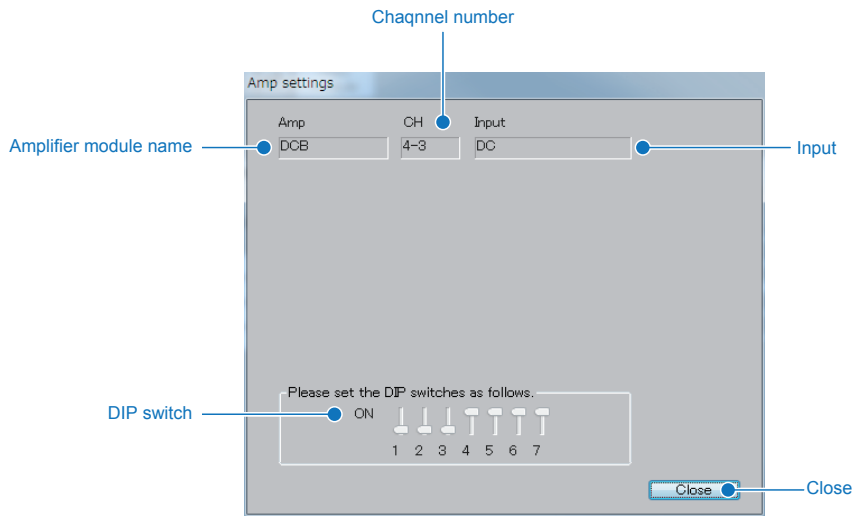 Chaqnnel number
Amp settings
Amp CH Input
Amplifier module name DCB 4-3 DC Input
Please set the DIP switches as follows.
DIP switch ON
1 2 3 4 5 6 7
Close Close